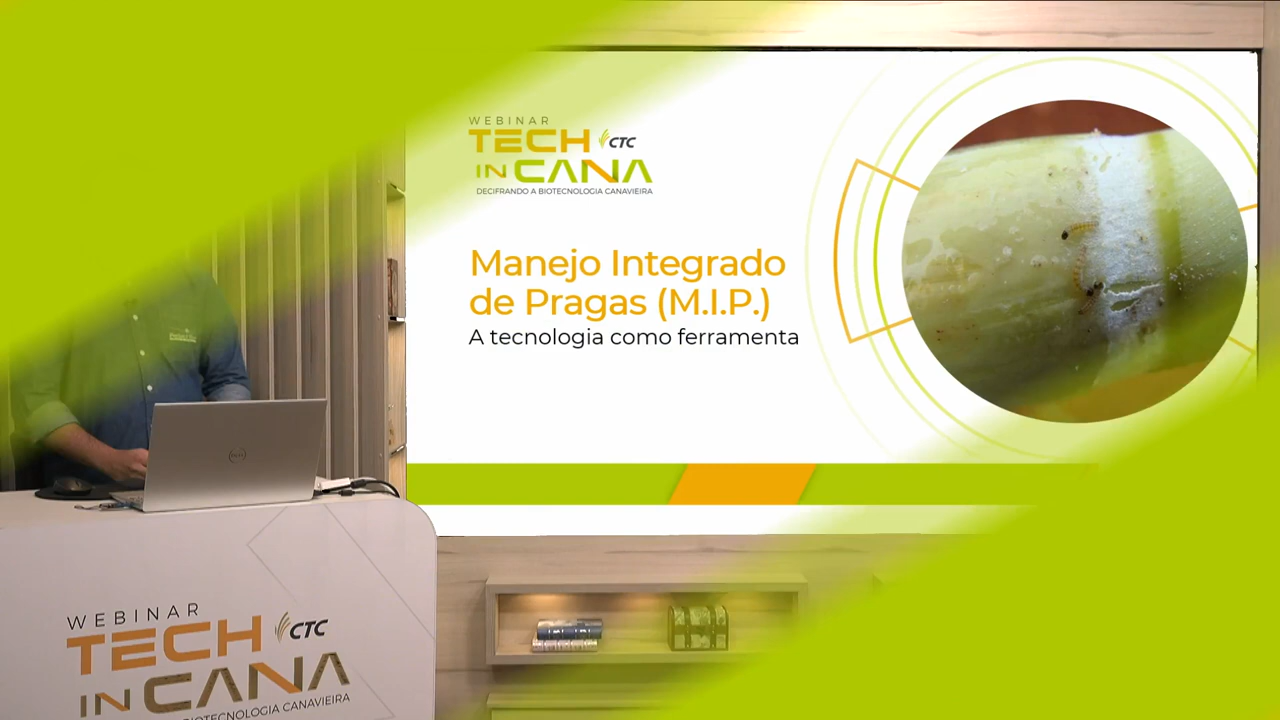 WEBINAR
TECH CTC
IN CANA
DECIFRANDO A BIOTECNOLOGIA CANAVIEIRA
Manejo Integrado
de Pragas (M.I.P.)
A tecnologia como ferramenta
DELL
WEBINAR
TECH CTC
IN CANA
BIOTECNOLOGIA CANAVIEIRA